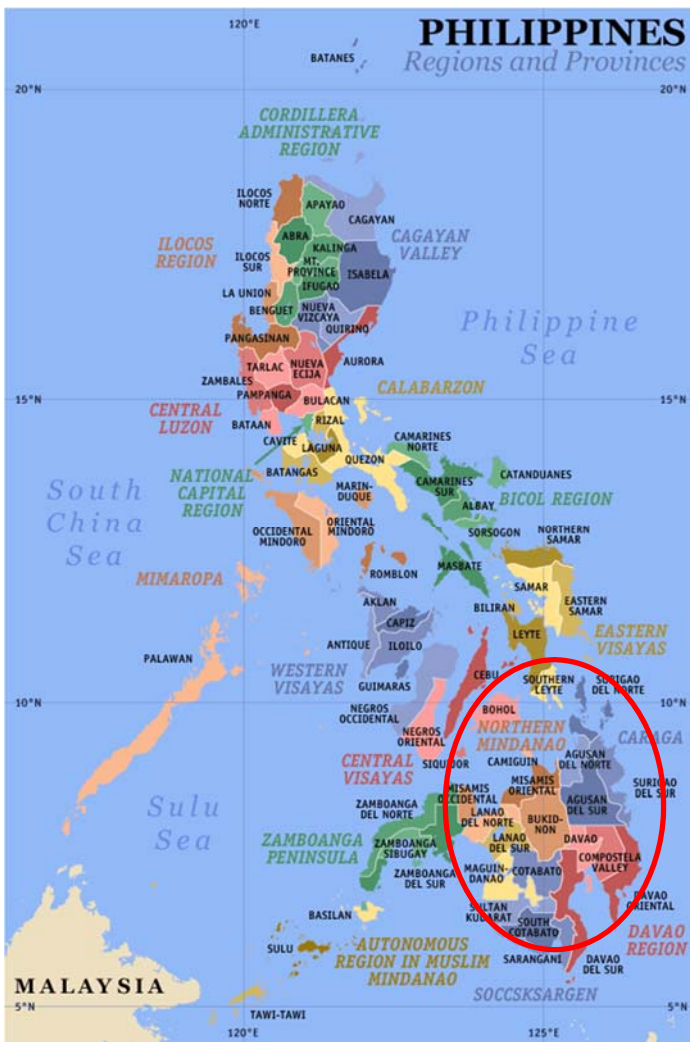 PHILIPPINES
Regions and Provinces
120°E
BATANES
20°N
20°N
CORDILLERA
ADMINISTRATIVE
REGION
ILOCOS
NORTE
APAYAO
CAGAYAN
ILOCOS
REGION
ABRA
KALINGA
CAGAYAN
VALLEY
ILOCOS
SUR
MT.
PROVINCE
ISABELA
IFUGAO
LA UNION
BENGUET
NUEVA
VIZCAYA
QUIRINO
Philippine
Sea
PANGASINAN
TARLAC
NUEVA
ECIJA
AURORA
ZAMBALES
PAMPANGA
BULACAN
CALABARZON
15°N
15°N
CENTRAL
LUZON
BATAAN
RIZAL
CAVITE
LAGUNA
QUEZON
CAMARINES
NORTE
NATIONAL
CAPITAL
REGION
BATANGAS
MARIN-
DUQUE
CAMARINES
SUR
CATANDUANES
ALBAY
BICOL REGION
South
China
Sea
OCCIDENTAL
MINDORO
ORIENTAL
MINDORO
SORSOGON
NORTHERN
SAMAR
MIMAROPA
ROMBLON
MASBATE
SAMAR
EASTERN
SAMAR
AKLAN
CAPIZ
BILIRAN
ANTIQUE
ILOILO
LEYTE
EASTERN
VISAYAS
PALAWAN
WESTERN
VISAYAS
GUIMARAS
CEBU
SOUTHERN
LEYTE
SURIGAO
DEL NORTE
10°N
10°N
NEGROS
OCCIDENTAL
BOHOL
NEGROS
ORIENTAL
NORTHERN
MINDANAO
CARAGA
CENTRAL
VISAYAS
SIQUIJOR
CAMIGUIN
AGUSAN
DEL NORTE
Sulu
Sea
MISAMIS
OCCIDENTAL
MISAMIS
ORIENTAL
SURIGAO
DEL SUR
ZAMBOANGA
DEL NORTE
LANAO
DEL NORTE
BUKID-
NON
AGUSAN
DEL SUR
ZAMBOANGA
PENINSULA
ZAMBOANGA
SIBUGAY
LANAO
DEL SUR
DAVAO
ZAMBOANGA
DEL SUR
MAGUIN-
DANAO
COTABATO
COMPOSTELA
VALLEY
BASILAN
SULTAN
KUDARAT
DAVAO
ORIENTAL
SULU
AUTONOMOUS
REGION IN MUSLIM
MINDANAO
SOUTH
COTABATO
DAVAO
REGION
SARANGANI
DAVAO
DEL SUR
MALAYSIA
SOCCSKSARGEN
TAWI-TAWI
5°N
5°N
120°E
125°E